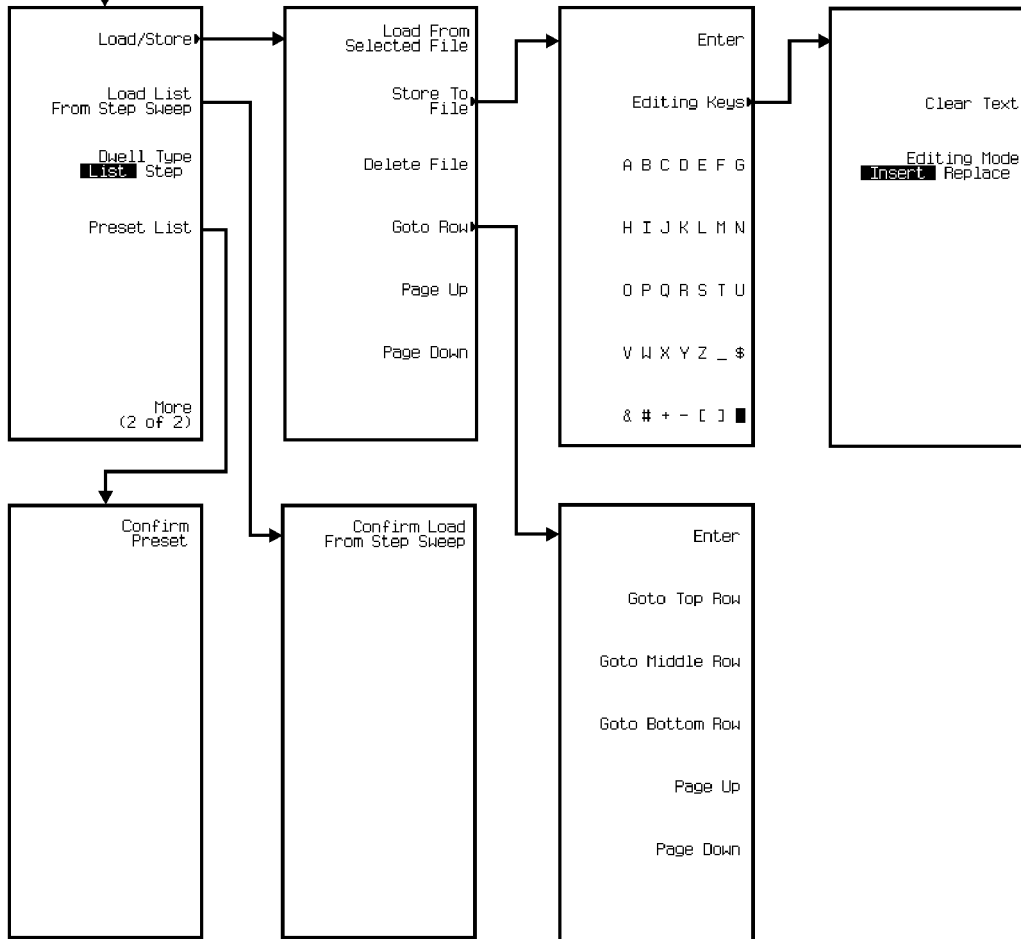 Load/Store
Load List
From Step Sweep
Dwell Type
List Step
Preset List
More
(2 of 2)
Load From
Selected File
Store To
File
Delete File
Goto Row
Page Up
Page Down
Enter
Editing Keys
A B C D E F G
H I J K L M N
O P Q R S T U
V W X Y Z _ $
& # + - [ ]
Clear Text
Editing Mode
Insert Replace
Confirm
Preset
Confirm Load
From Step Sweep
Enter
Goto Top Row
Goto Middle Row
Goto Bottom Row
Page Up
Page Down